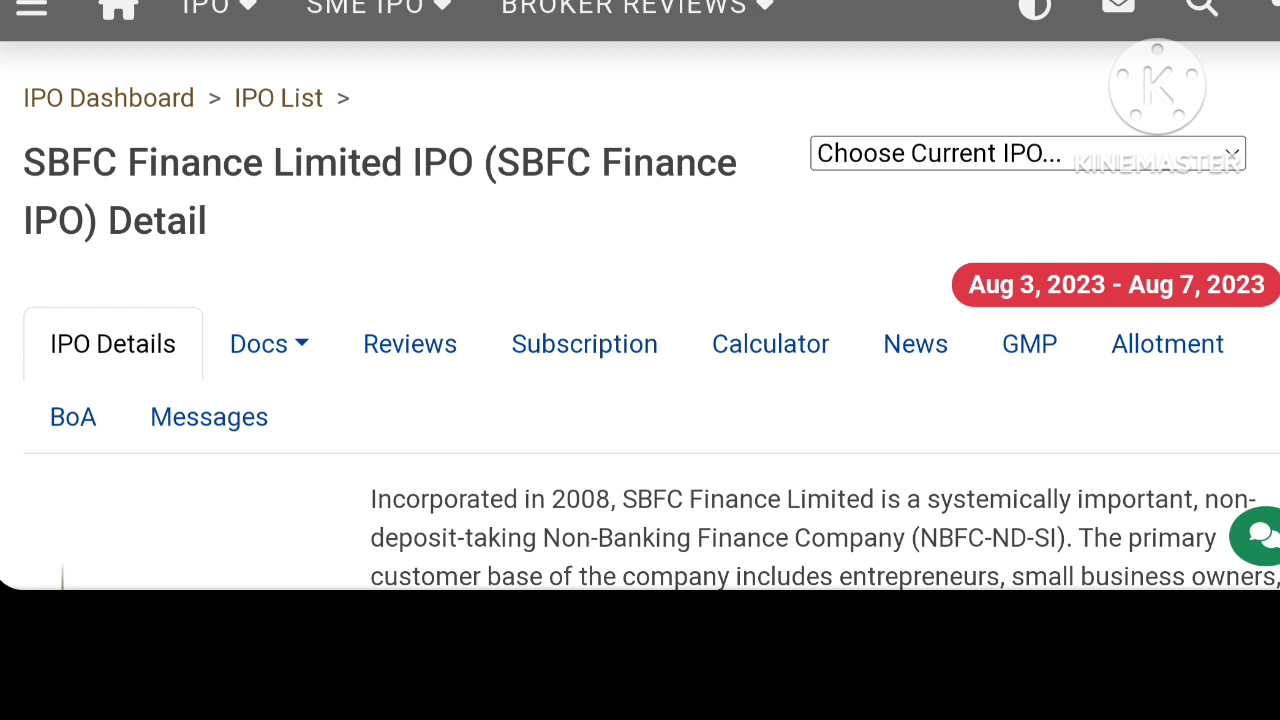 IPO SME IPO BROKER REVIEWS
IPO Dashboard > IPO List >
SBFC Finance Limited IPO (SBFC Finance
IPO) Detail
Choose Current IPO...
K
KINEMASTER
Aug 3, 2023 - Aug 7, 2023
IPO Details Docs Reviews Subscription Calculator News GMP Allotment
BoA Messages
Incorporated in 2008, SBFC Finance Limited is a systemically important, non-
deposit-taking Non-Banking Finance Company (NBFC-ND-SI). The primary
customer base of the company includes entrepreneurs, small business owners,